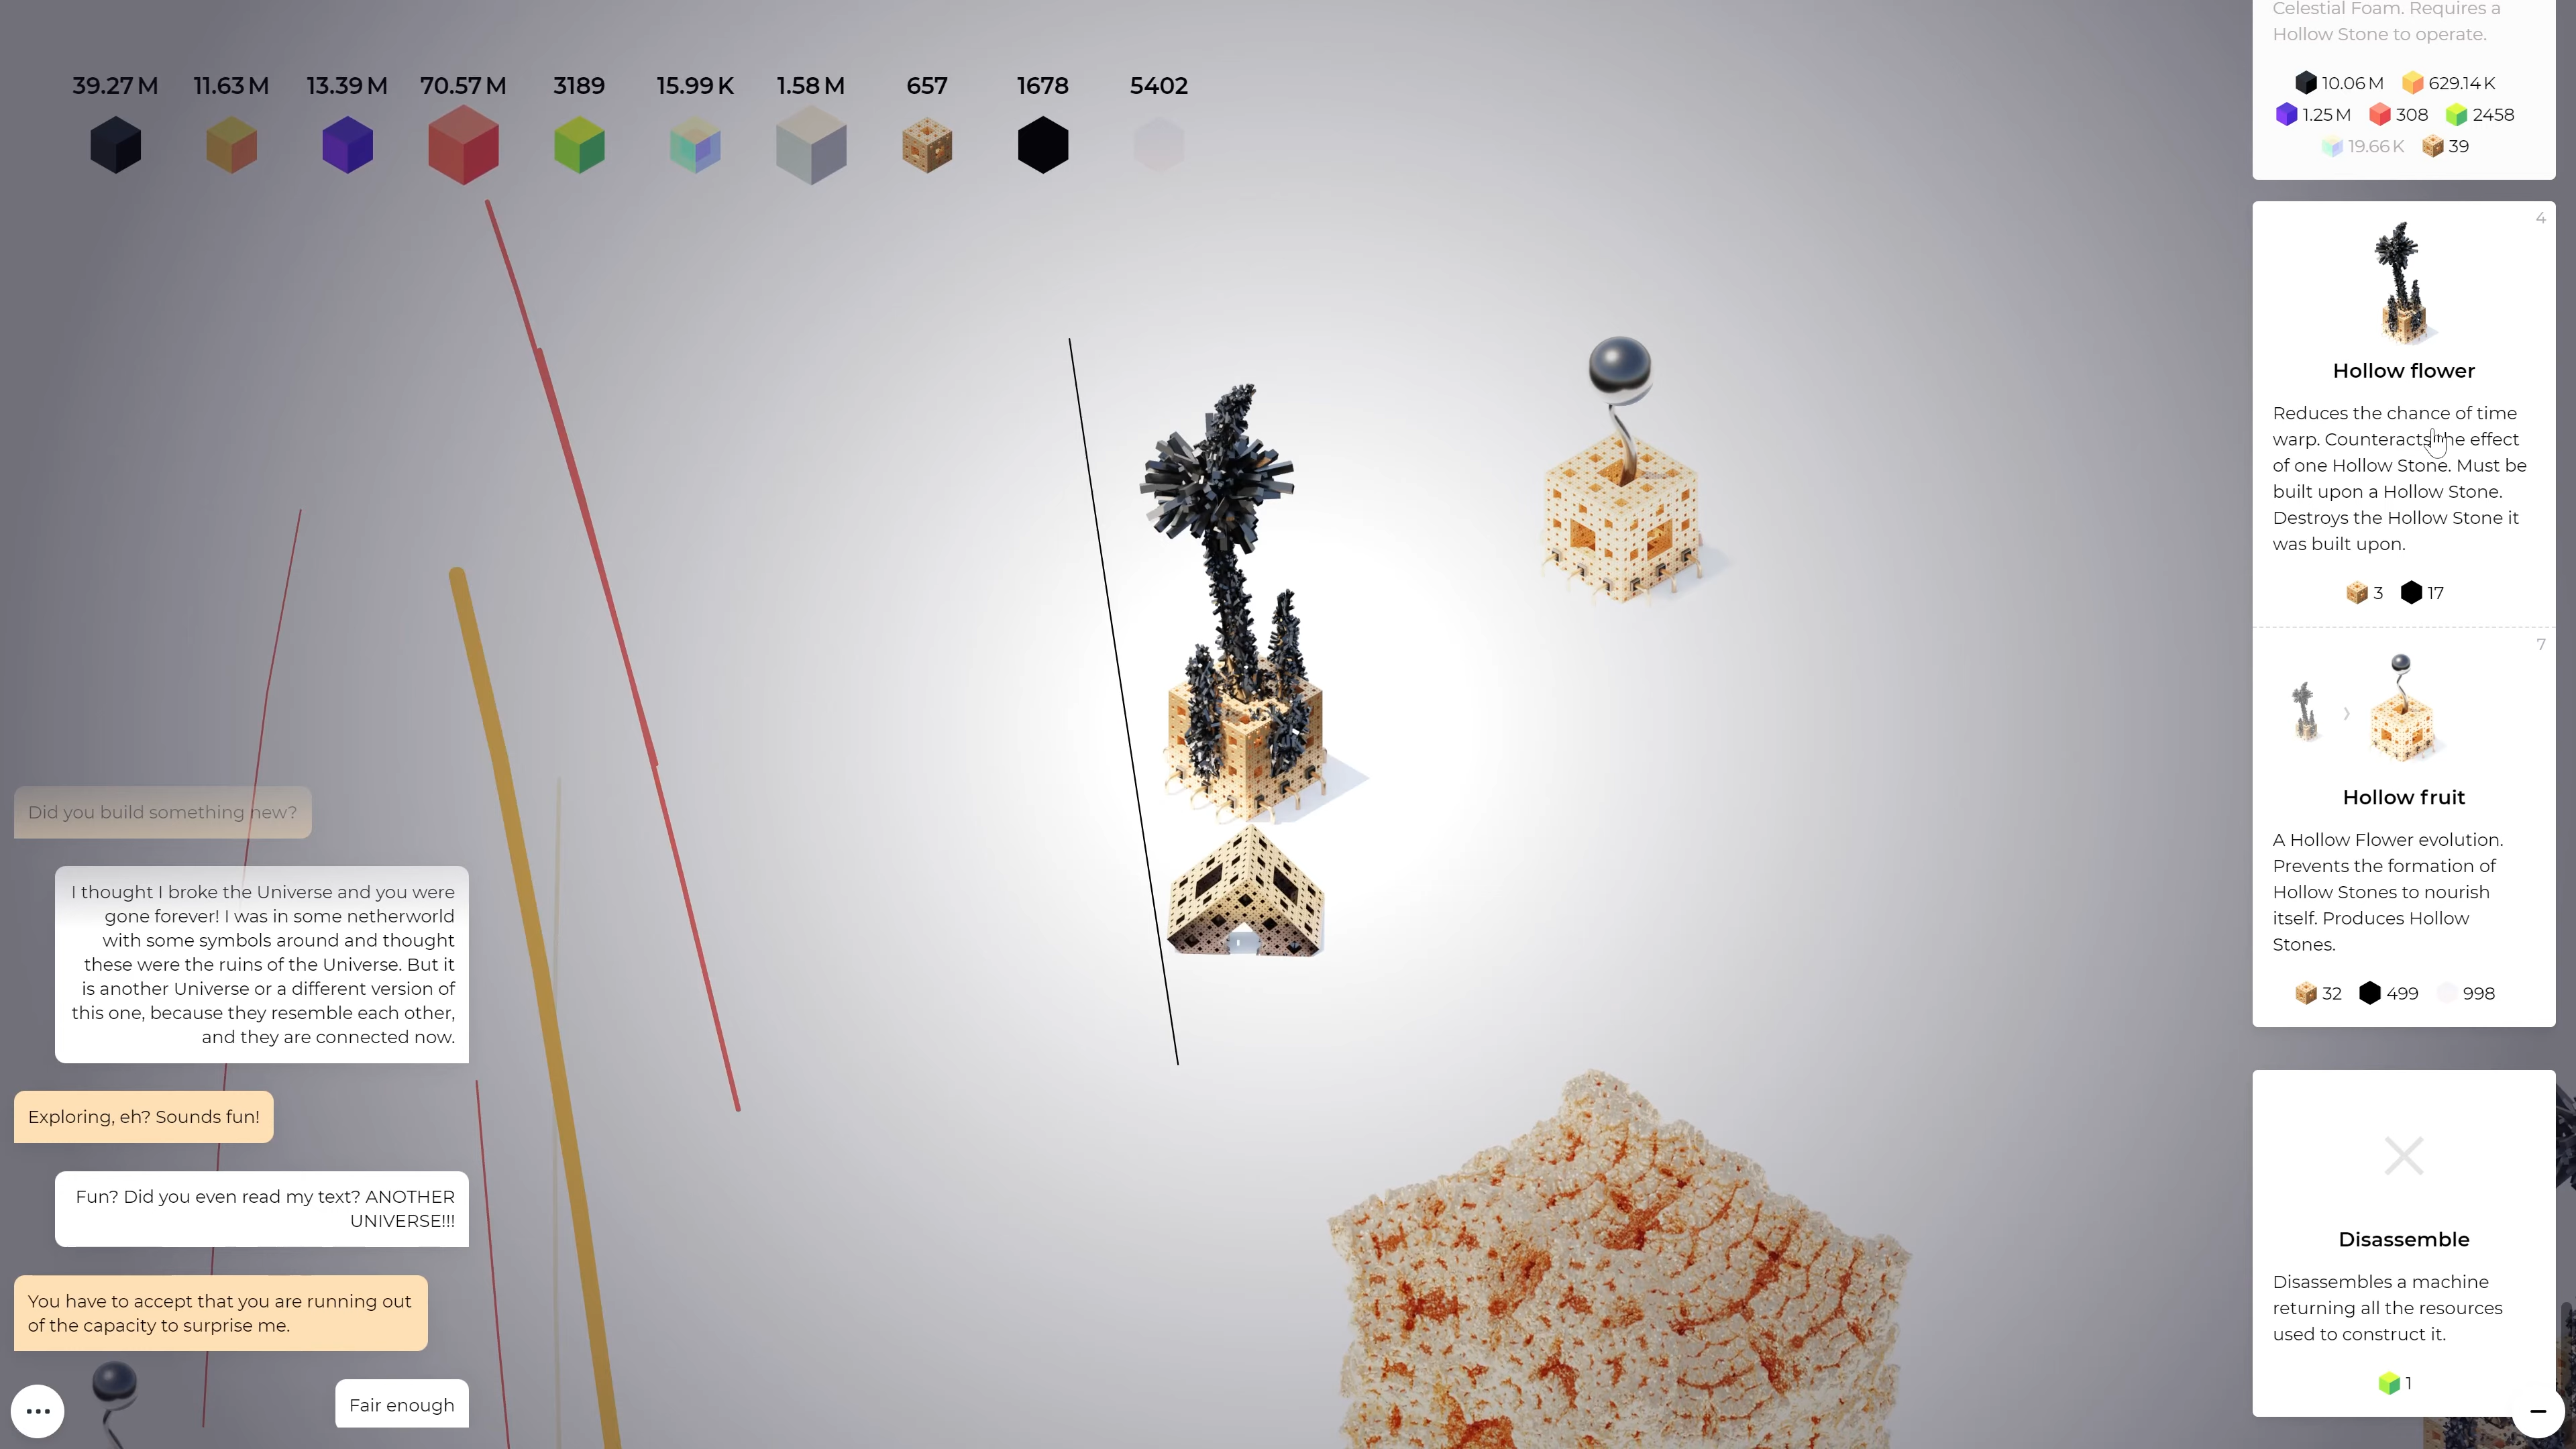 39.27 M 11.63 M 13.39 M 70.57 M 3189 15.99 K 1.58 M 657 1678 5402
Did you build something new?
I thought I broke the Universe and you were
gone forever! I was in some netherworld
with some symbols around and thought
these were the ruins of the Universe. But it
is another Universe or a different version of
this one, because they resemble each other,
and they are connected now.
Exploring, eh? Sounds fun!
Fun? Did you even read my text? ANOTHER
UNIVERSE!!!
You have to accept that you are running out
of the capacity to surprise me.
Fair enough
Celestial Foam. Requires a
Hollow Stone to operate.
10.06 M 629.14 K
1.25 M 308 2458
19.66 K 39
4
Hollow flower
Reduces the chance of time
warp. Counteracts the effect
of one Hollow Stone. Must be
built upon a Hollow Stone.
Destroys the Hollow Stone it
was built upon.
3 17
7
Hollow fruit
A Hollow Flower evolution.
Prevents the formation of
Hollow Stones to nourish
itself. Produces Hollow
Stones.
32 499 998
Disassemble
Disassembles a machine
returning all the resources
used to construct it.
1